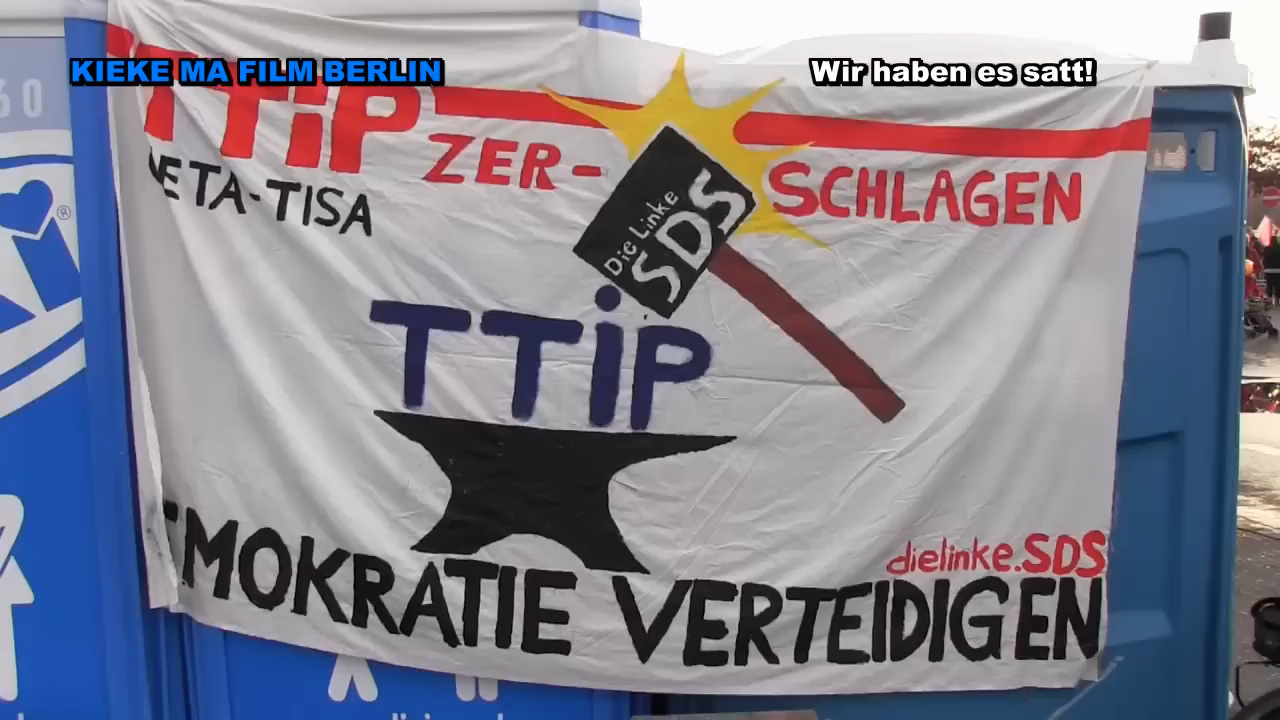 KIEKE MA FILM BERLIN
Wir haben es satt!
60
TTiP ZER- SCHLAGEN
ETA-TISA
®
Die Linke
SDS
TTiP
dielinke.SDS
MOKRATIE VERTEIDIGEN